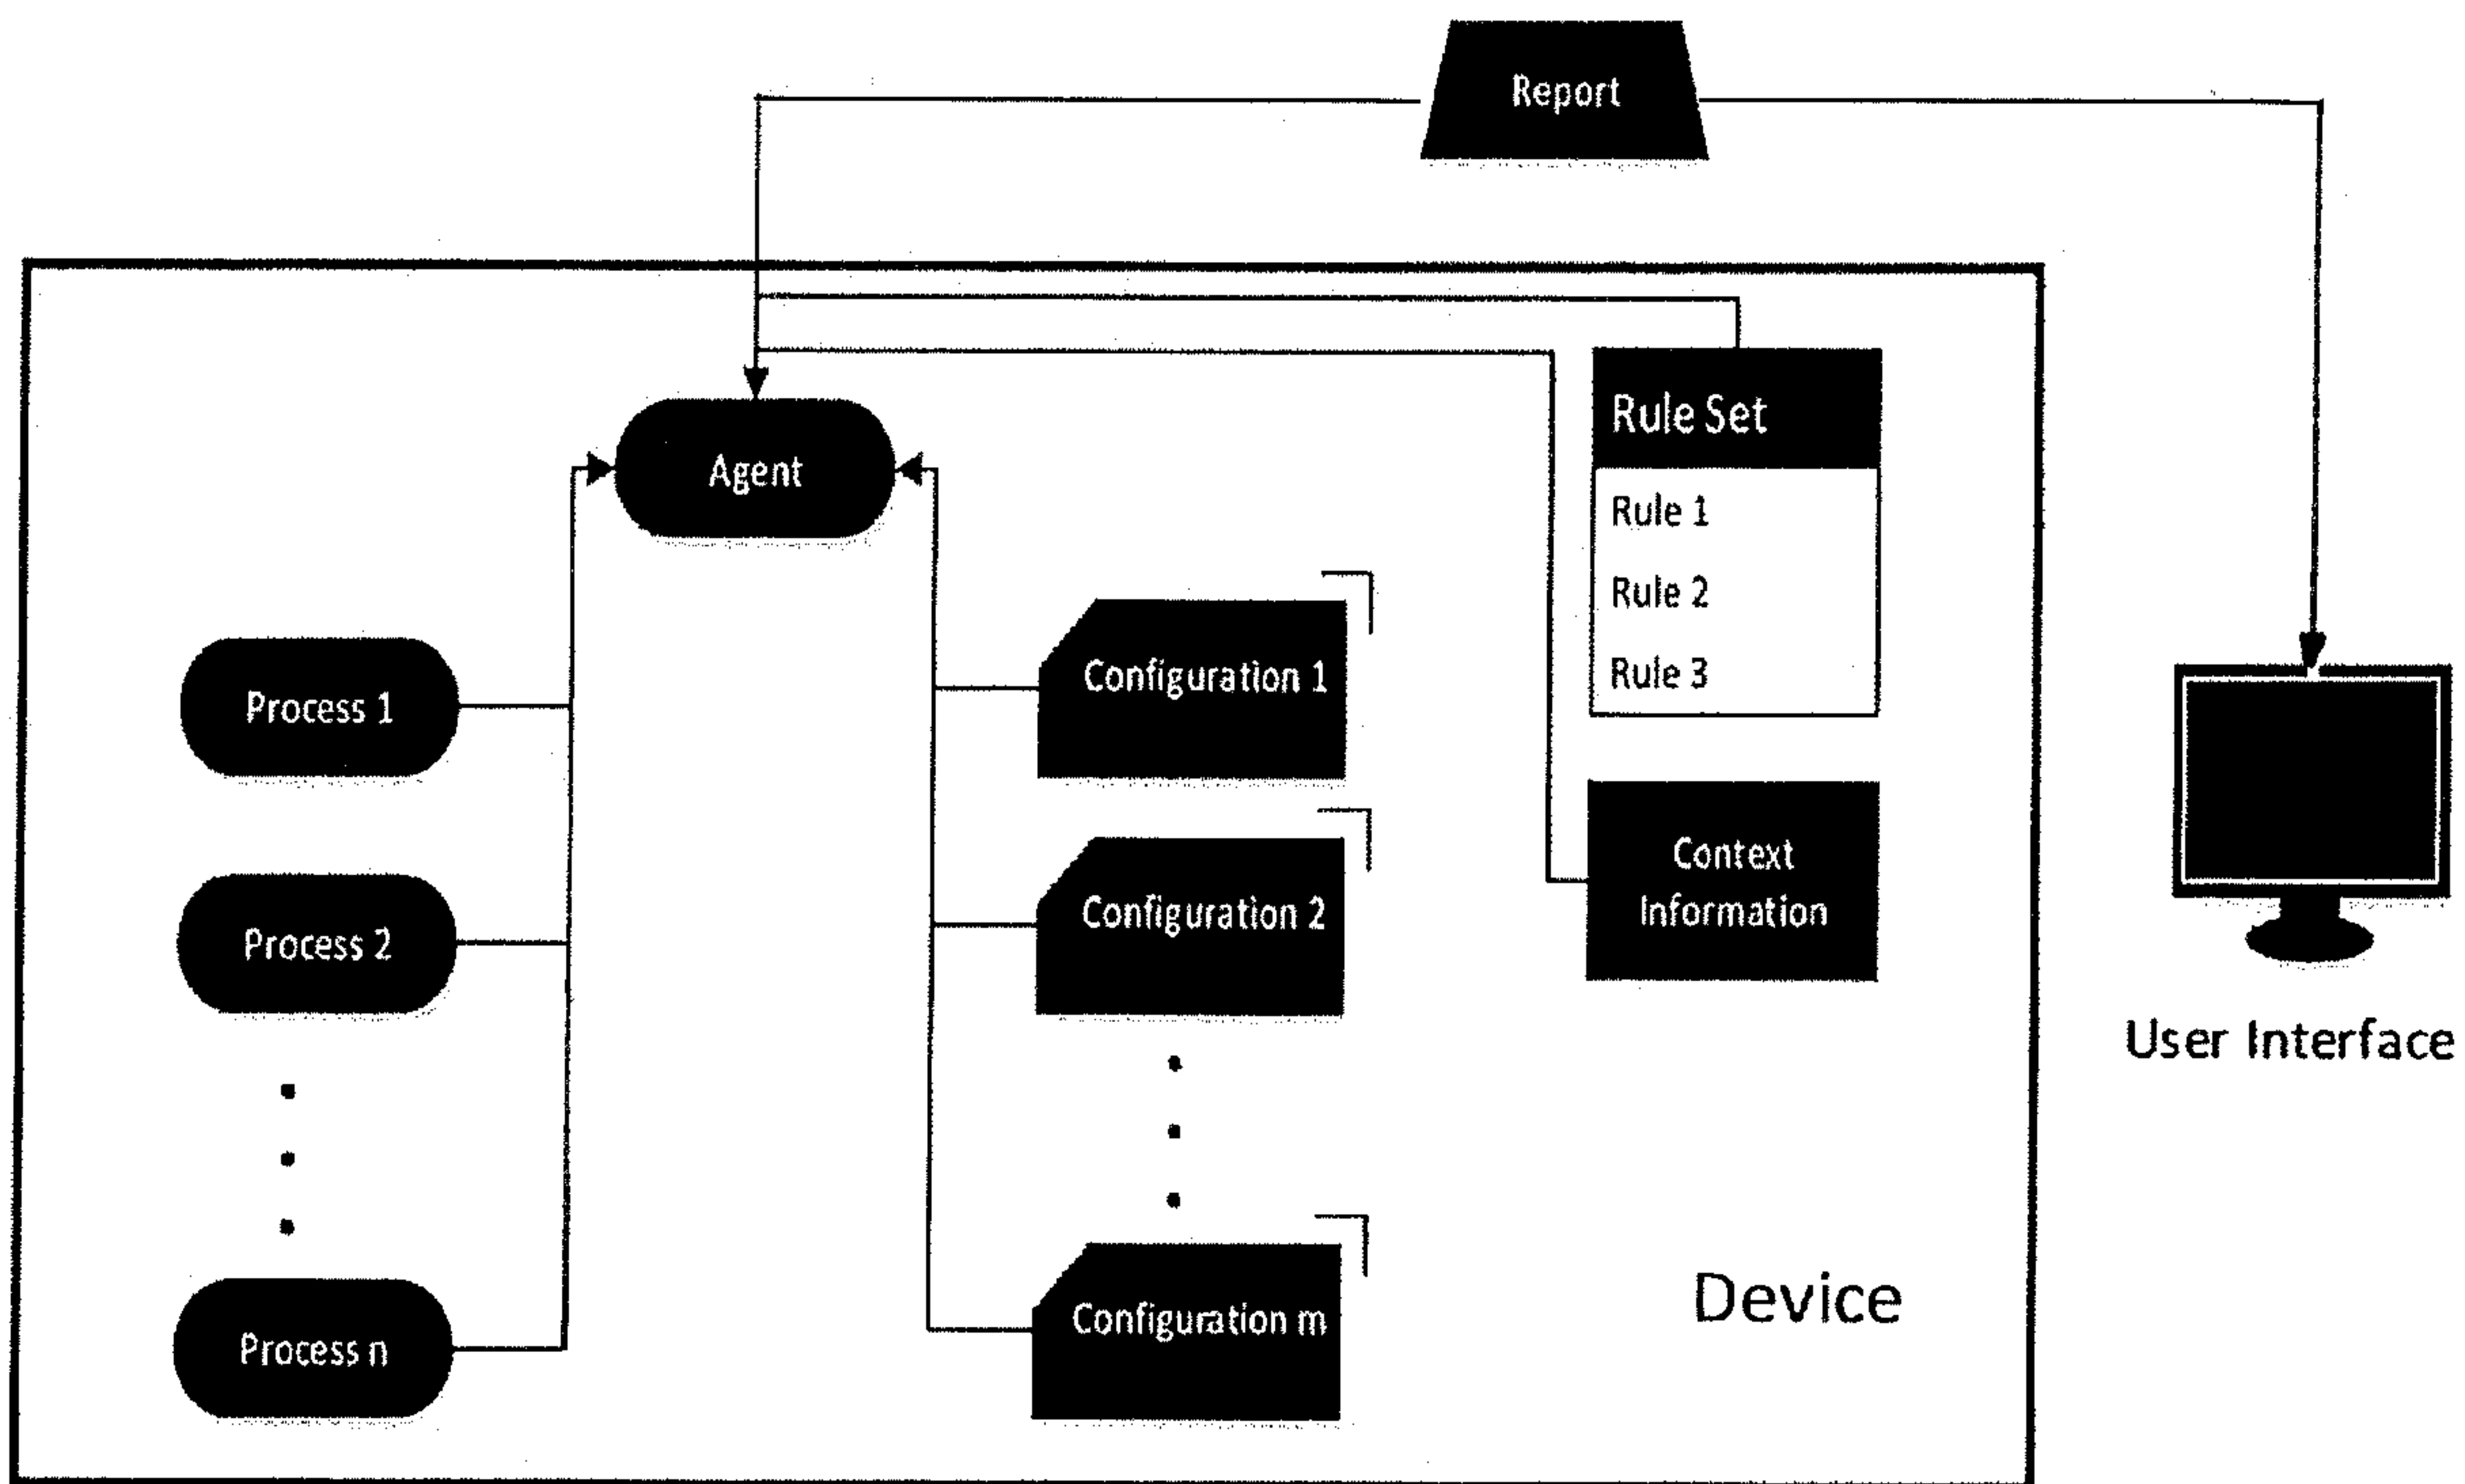 Report
Rule Set
Agent
Rule 1
Rule 2
Rule 3
Configuration 1
Process 1
Context
Information
Configuration 2
Process 2
User Interface
Device
Configuration m
Process n